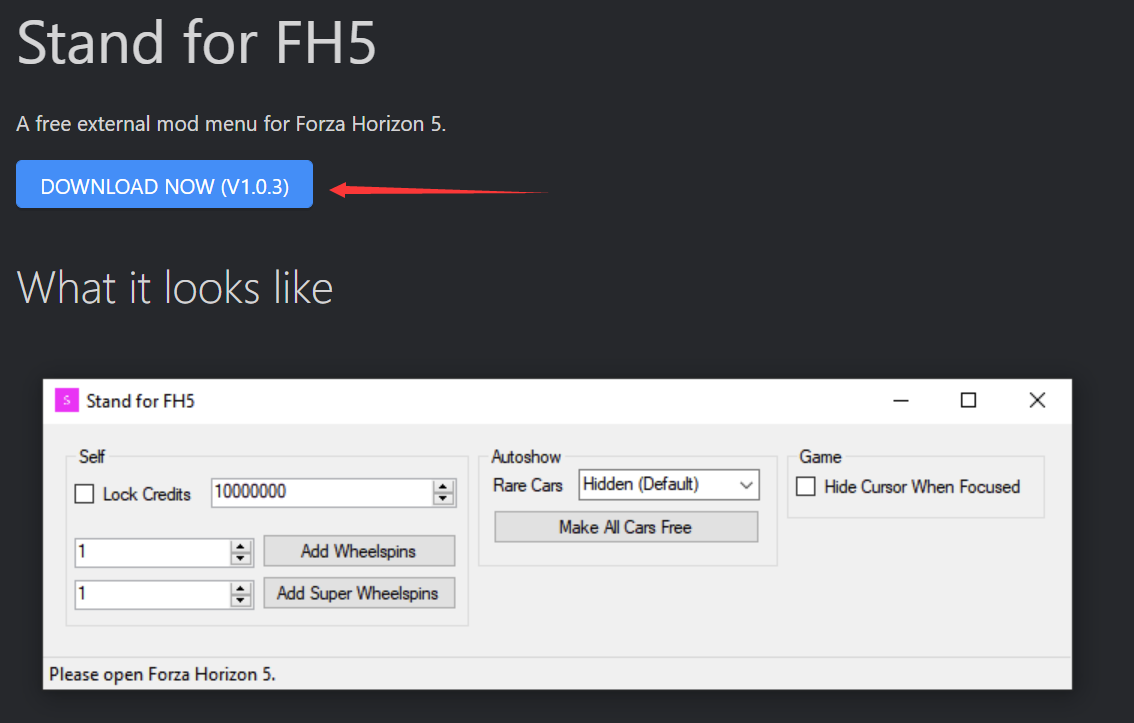 Stand for FH5
A free external mod menu for Forza Horizon 5.
DOWNLOAD NOW (V1.0.3)
What it looks like
S Stand for FH5
Self
Lock Credits 10000000
1 Add Wheelspins
1 Add Super Wheelspins
Autoshow
Rare Cars Hidden (Default)
Make All Cars Free
Game
Hide Cursor When Focused
Please open Forza Horizon 5.